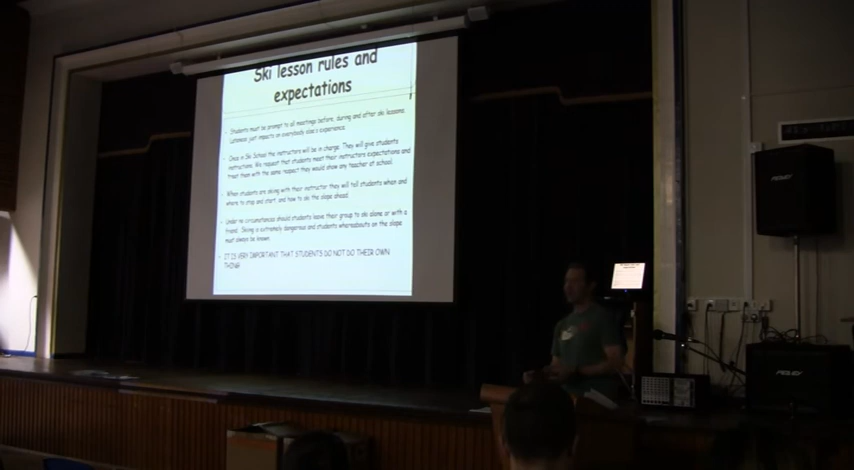 Ski lesson rules and
expectations
- Students must be prompt to all meetings before, during and after ski lessons.
Lateness just impacts on everybody else's experience.
- Once in Ski School the instructors will be in charge. They will give students
instructions. We request that students meet their instructors expectations and
treat them with the same respect they would show any teacher at school.
- When students are skiing with their instructor they will tell students when and
where to stop and start, and how to ski the slope ahead.
- Under no circumstances should students leave their group to ski alone or with a
friend. Skiing is extremely dangerous and students whereabouts on the slope
must always be known.
- IT IS VERY IMPORTANT THAT STUDENTS DO NOT DO THEIR OWN
THING
PEAVEY
PEAVEY